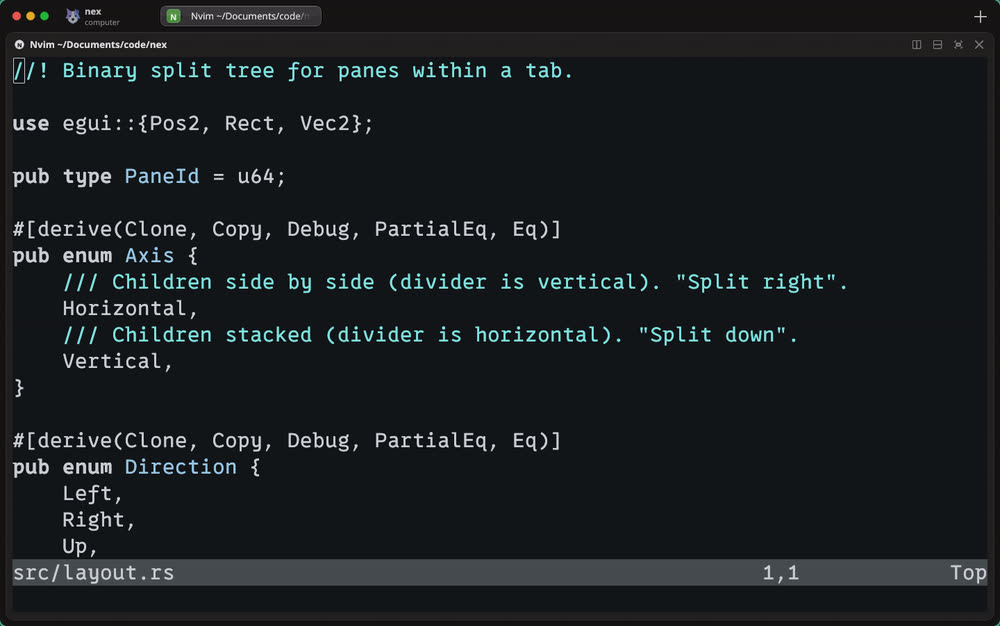 nex
computer
N Nvim ~/Documents/code/n
N Nvim ~/Documents/code/nex
//! Binary split tree for panes within a tab.
use egui::{Pos2, Rect, Vec2};
pub type PaneId = u64;
#[derive(Clone, Copy, Debug, PartialEq, Eq)]
pub enum Axis {
    /// Children side by side (divider is vertical). "Split right".
    Horizontal,
    /// Children stacked (divider is horizontal). "Split down".
    Vertical,
}
#[derive(Clone, Copy, Debug, PartialEq, Eq)]
pub enum Direction {
    Left,
    Right,
    Up,
src/layout.rs 1,1 Top